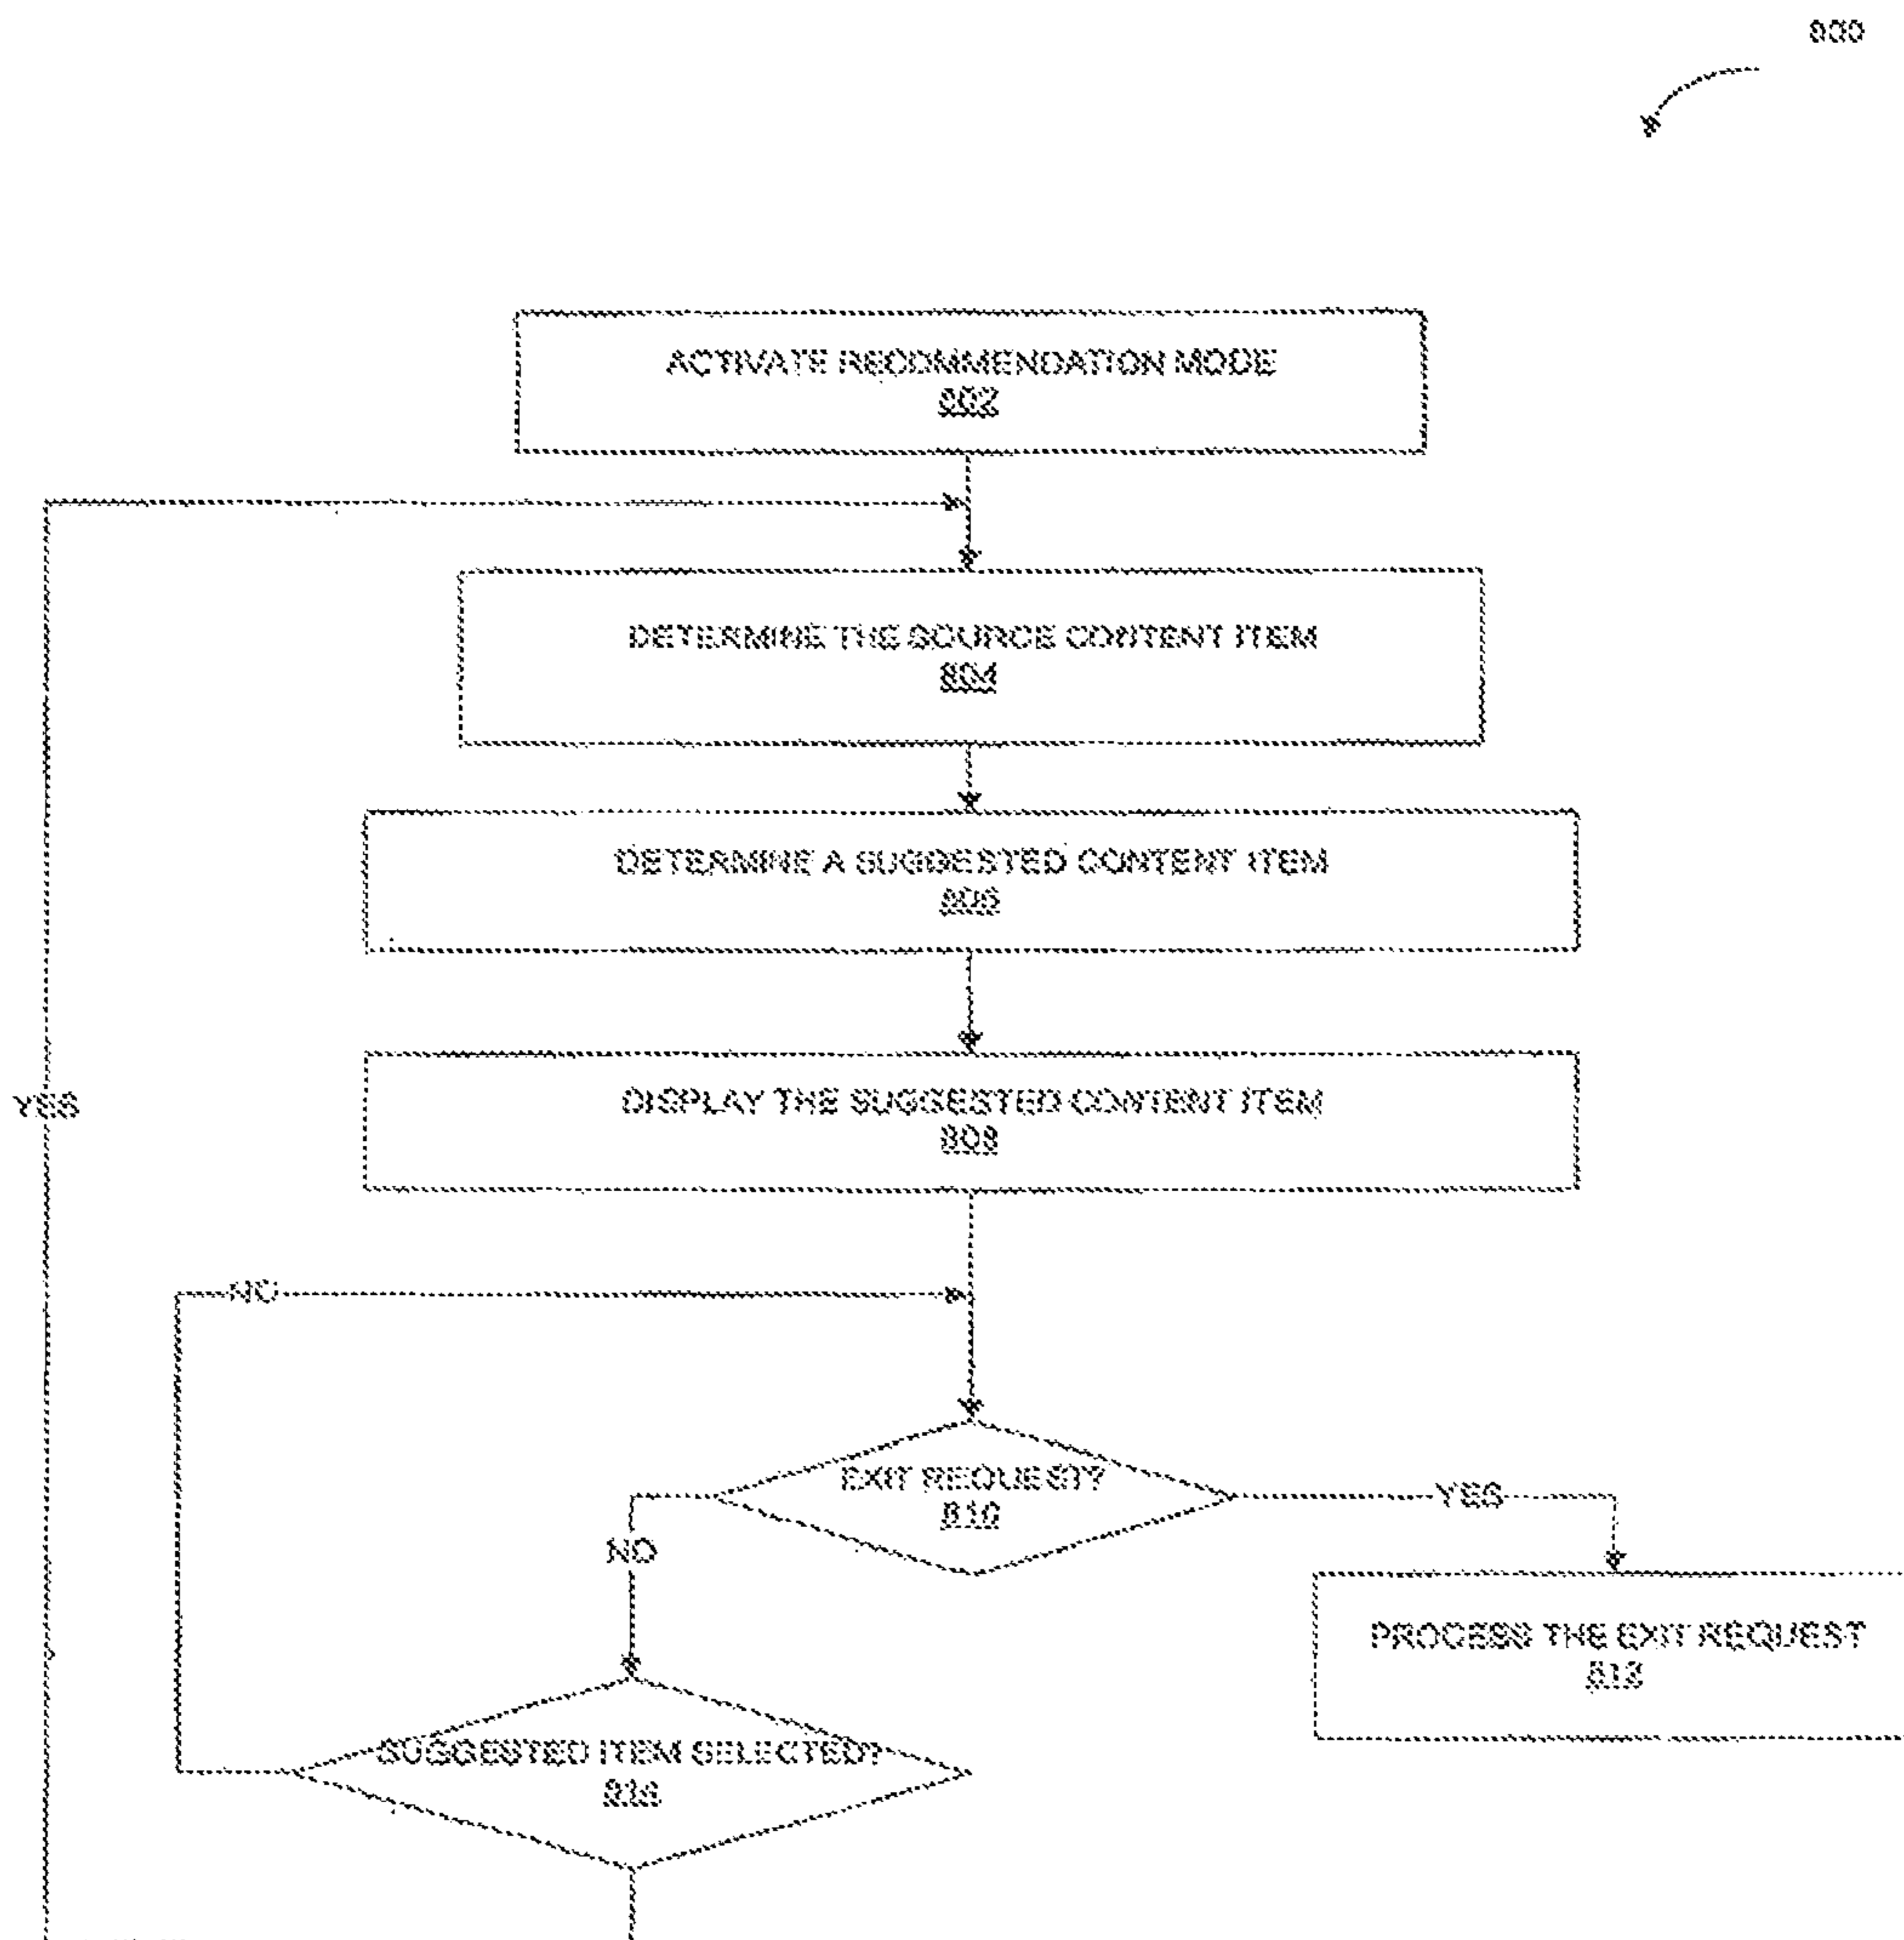 800
ACTIVATE RECOMMENDATION MODE
802
DETERMINE THE SOURCE CONTENT ITEM
804
DETERMINE A SUGGESTED CONTENT ITEM
806
YES
DISPLAY THE SUGGESTED CONTENT ITEM
808
NO
EXIT REQUEST?
810
YES
NO
PROCESS THE EXIT REQUEST
812
SUGGESTED ITEM SELECTED?
814